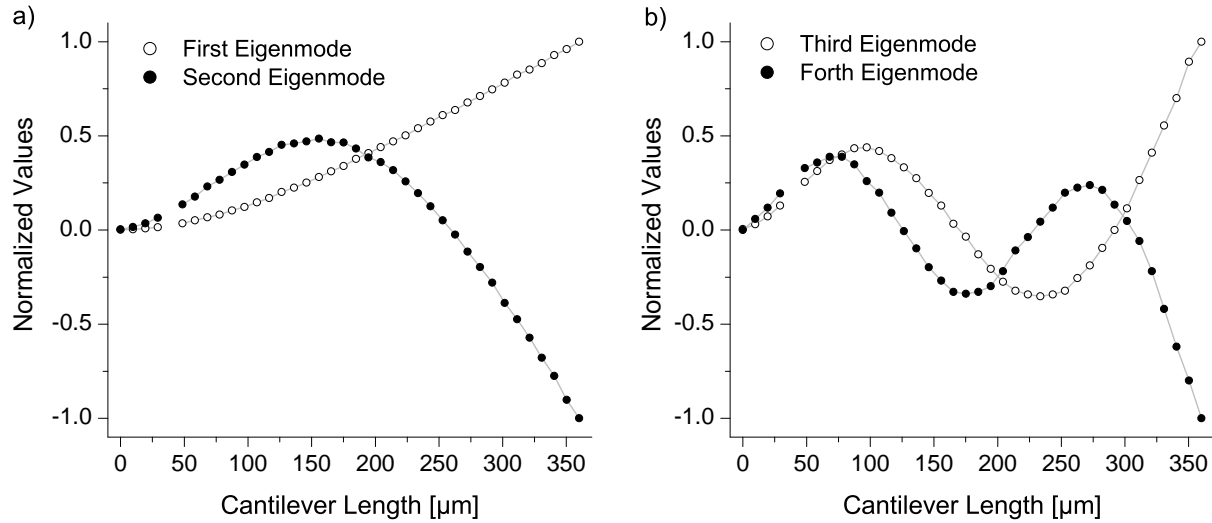 a)
First Eigenmode
Second Eigenmode
Normalized Values
1.0
0.5
0.0
-0.5
-1.0
0 50 100 150 200 250 300 350
Cantilever Length [µm]
b)
Third Eigenmode
Forth Eigenmode
Normalized Values
1.0
0.5
0.0
-0.5
-1.0
0 50 100 150 200 250 300 350
Cantilever Length [µm]